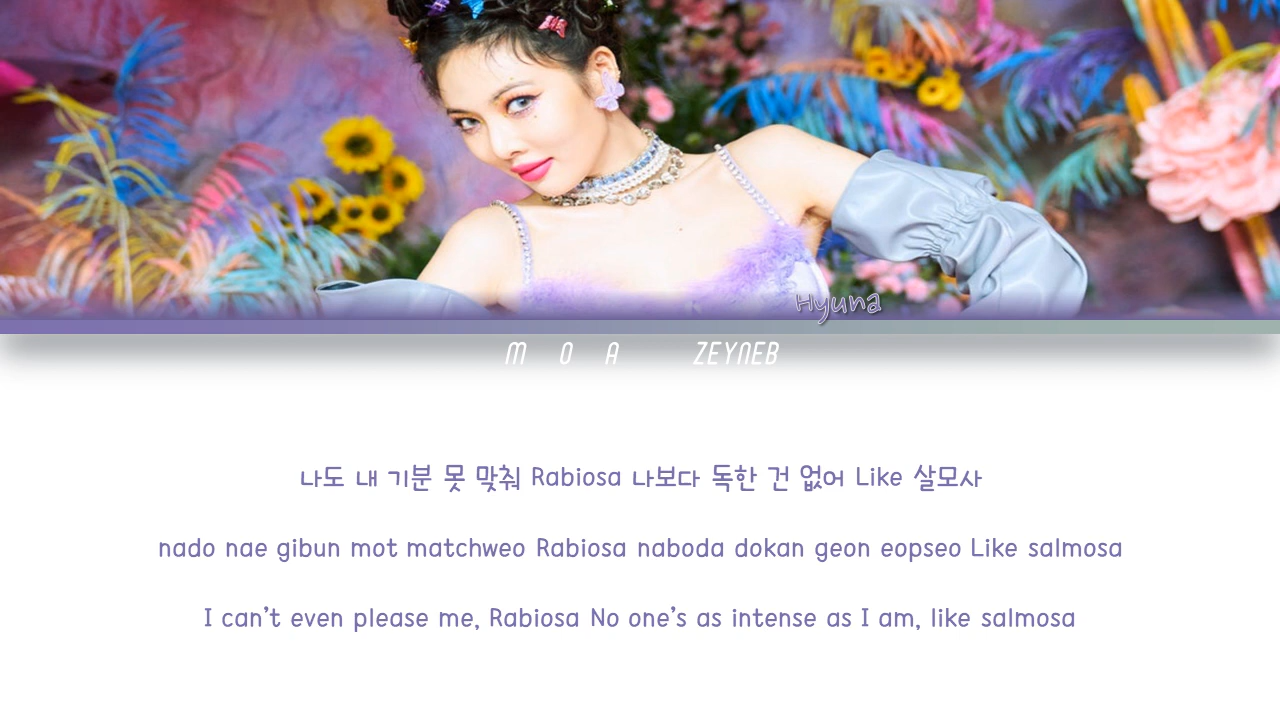 Hyuna
M O A ZEYNEB
나도 내 기분 못 맞춰 Rabiosa 나보다 독한 건 없어 Like 살모사
nado nae gibun mot matchweo Rabiosa naboda dokan geon eopseo Like salmosa
I can’t even please me, Rabiosa No one’s as intense as I am, like salmosa